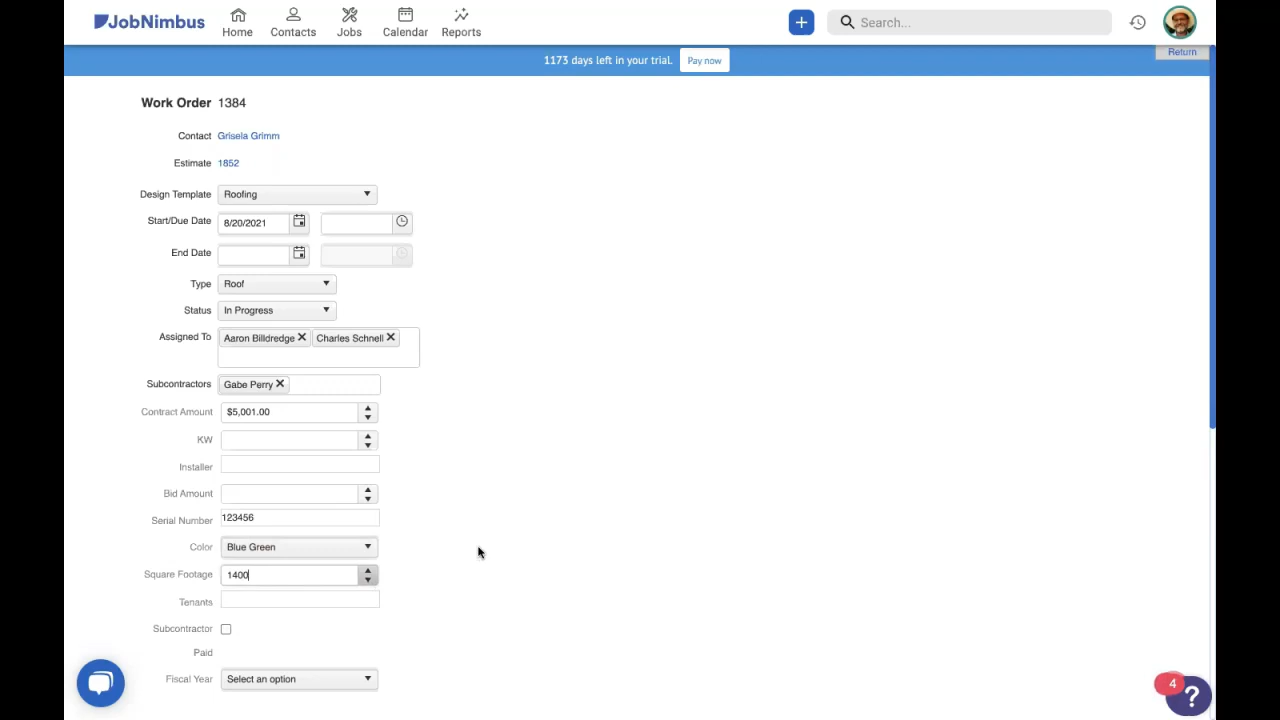 JobNimbus
Home
Contacts
Jobs
Calendar
Reports
+
Search...
1173 days left in your trial.
Pay now
Return
Work Order 1384
Contact Grisela Grimm
Estimate 1852
Design Template Roofing
Start/Due Date 8/20/2021
End Date
Type Roof
Status In Progress
Assigned To Aaron Billdredge Charles Schnell
Subcontractors Gabe Perry
Contract Amount $5,001.00
KW
Installer
Bid Amount
Serial Number 123456
Color Blue Green
Square Footage 1400
Tenants
Subcontractor
Paid
Fiscal Year Select an option
4
?